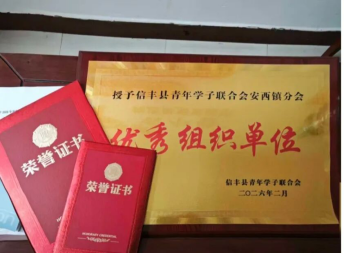 授予信丰县青年学子联合会安西镇分会
优秀组织单位
信丰县青年学子联合会
二〇二六年二月
荣誉证书
荣誉证书